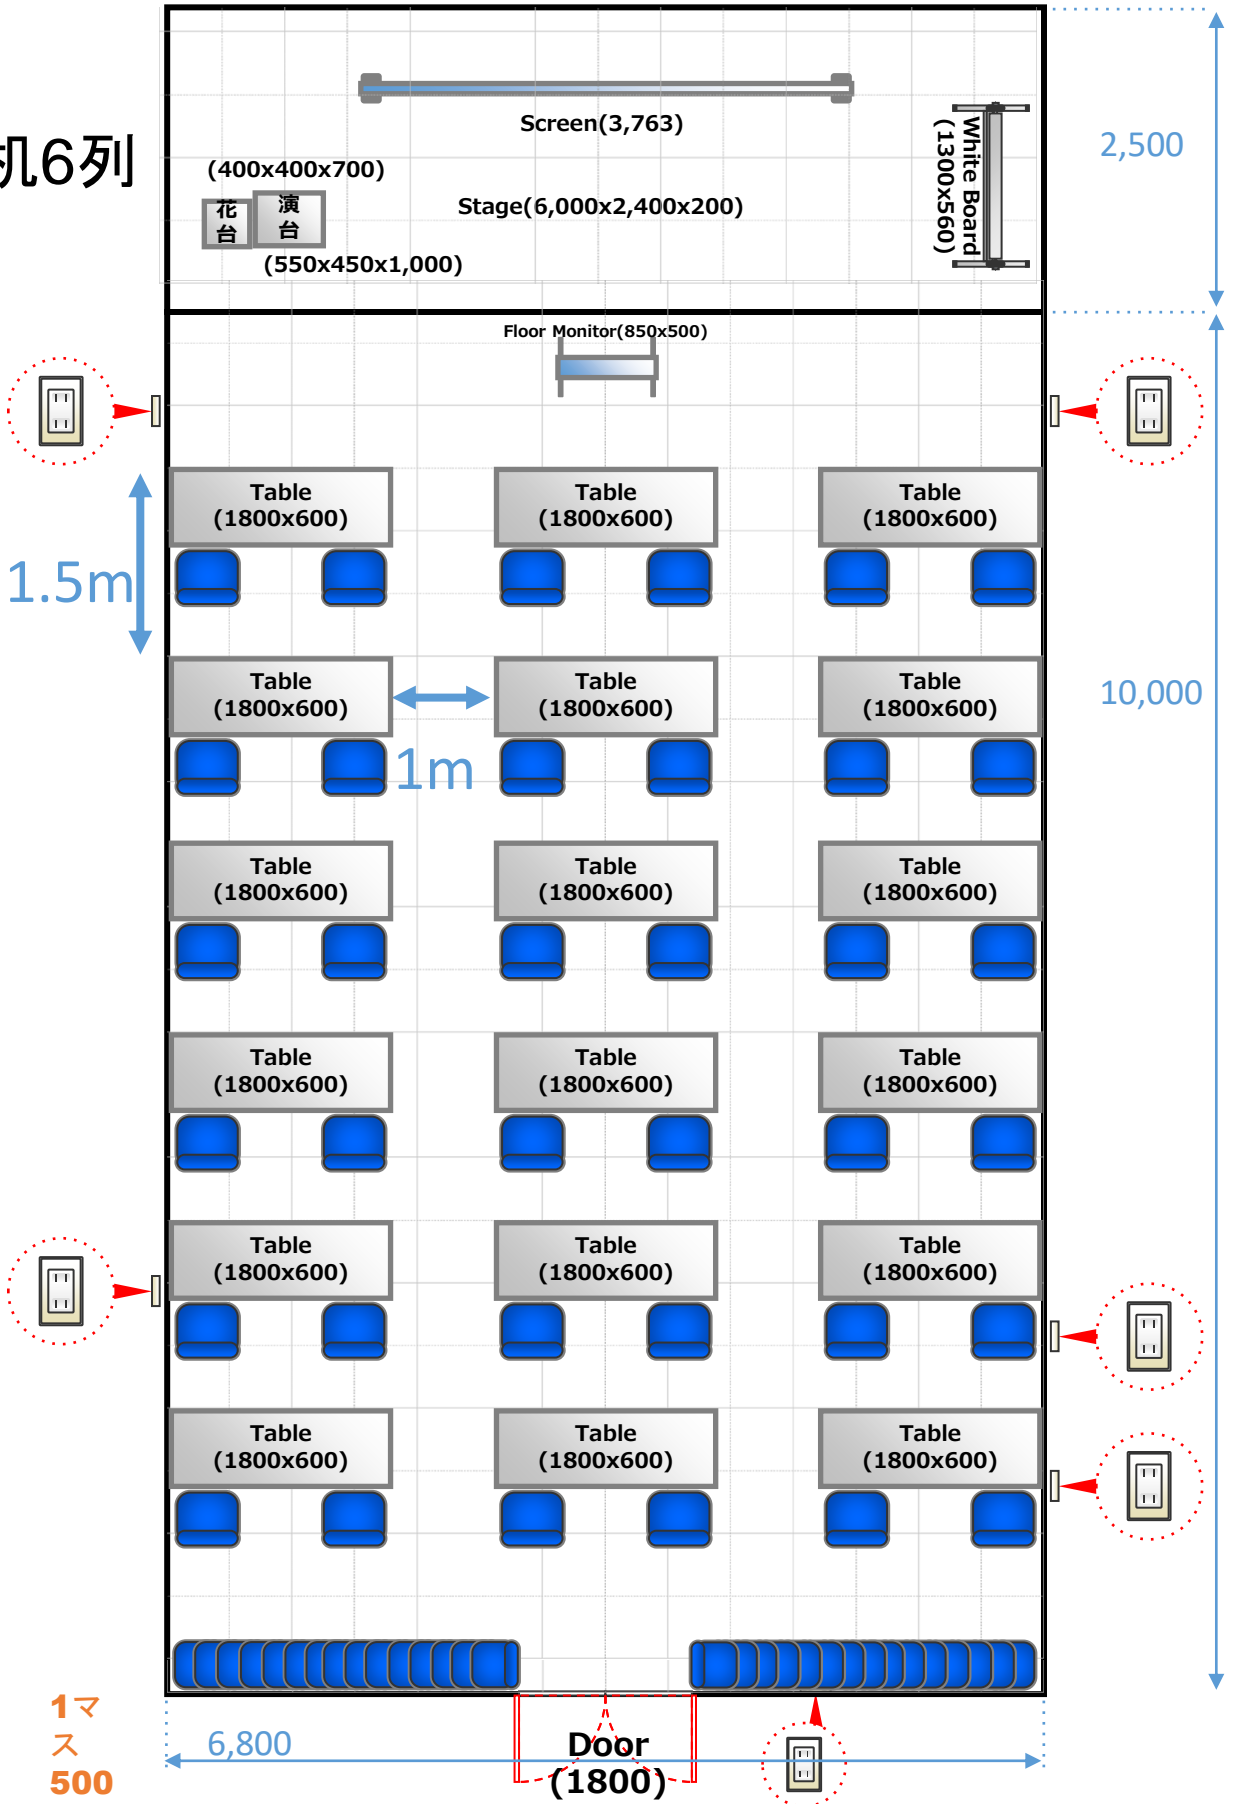 机6列
2,500
Screen(3,763)
White Board
(1300x560)
(400x400x700)
花
台
演
台
Stage(6,000x2,400x200)
(550x450x1,000)
Floor Monitor(850x500)
Table
(1800x600)
Table
(1800x600)
Table
(1800x600)
1.5m
Table
(1800x600)
Table
(1800x600)
Table
(1800x600)
10,000
1m
Table
(1800x600)
Table
(1800x600)
Table
(1800x600)
Table
(1800x600)
Table
(1800x600)
Table
(1800x600)
Table
(1800x600)
Table
(1800x600)
Table
(1800x600)
Table
(1800x600)
Table
(1800x600)
Table
(1800x600)
1マ
ス
500
6,800
Door
(1800)